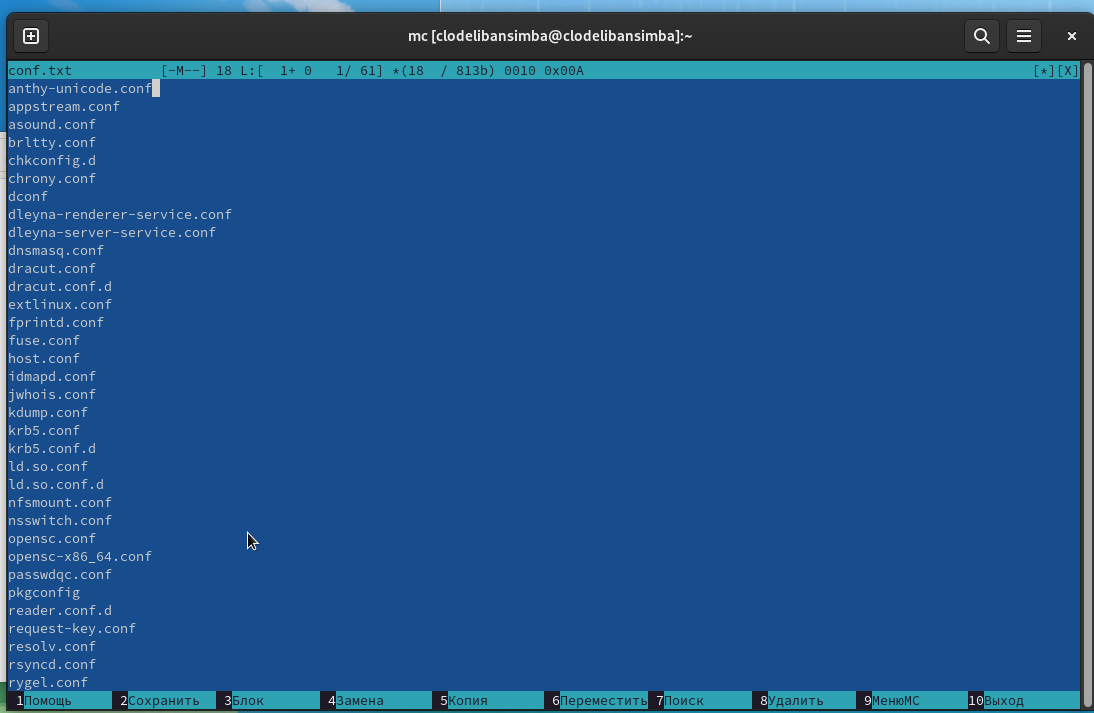 mc [clodelibansimba@clodelibansimba]:~
conf.txt [-M--] 18 L:[ 1+ 0 1/ 61] *(18 / 813b) 0010 0x00A [*][X]
anthy-unicode.conf
appstream.conf
asound.conf
brltty.conf
chkconfig.d
chrony.conf
dconf
dleyna-renderer-service.conf
dleyna-server-service.conf
dnsmasq.conf
dracut.conf
dracut.conf.d
extlinux.conf
fprintd.conf
fuse.conf
host.conf
idmapd.conf
jwhois.conf
kdump.conf
krb5.conf
krb5.conf.d
ld.so.conf
ld.so.conf.d
nfsmount.conf
nsswitch.conf
opensc.conf
opensc-x86_64.conf
passwdqc.conf
pkgconfig
reader.conf.d
request-key.conf
resolv.conf
rsyncd.conf
rygel.conf
1Помощь 2Сохранить 3Блок 4Замена 5Копия 6Переместить 7Поиск 8Удалить 9МенюMC 10Выход